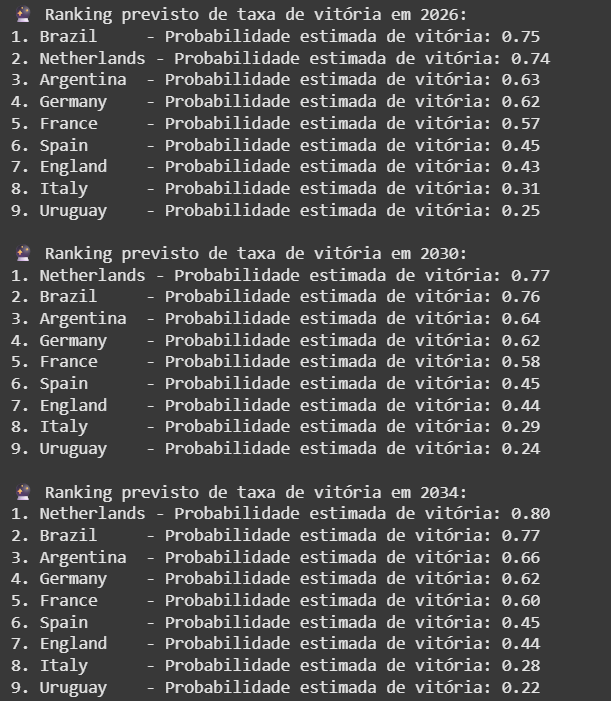 🔮 Ranking previsto de taxa de vitória em 2026:
1. Brazil      - Probabilidade estimada de vitória: 0.75
2. Netherlands - Probabilidade estimada de vitória: 0.74
3. Argentina   - Probabilidade estimada de vitória: 0.63
4. Germany     - Probabilidade estimada de vitória: 0.62
5. France      - Probabilidade estimada de vitória: 0.57
6. Spain       - Probabilidade estimada de vitória: 0.45
7. England     - Probabilidade estimada de vitória: 0.43
8. Italy       - Probabilidade estimada de vitória: 0.31
9. Uruguay     - Probabilidade estimada de vitória: 0.25
🔮 Ranking previsto de taxa de vitória em 2030:
1. Netherlands - Probabilidade estimada de vitória: 0.77
2. Brazil      - Probabilidade estimada de vitória: 0.76
3. Argentina   - Probabilidade estimada de vitória: 0.64
4. Germany     - Probabilidade estimada de vitória: 0.62
5. France      - Probabilidade estimada de vitória: 0.58
6. Spain       - Probabilidade estimada de vitória: 0.45
7. England     - Probabilidade estimada de vitória: 0.44
8. Italy       - Probabilidade estimada de vitória: 0.29
9. Uruguay     - Probabilidade estimada de vitória: 0.24
🔮 Ranking previsto de taxa de vitória em 2034:
1. Netherlands - Probabilidade estimada de vitória: 0.80
2. Brazil      - Probabilidade estimada de vitória: 0.77
3. Argentina   - Probabilidade estimada de vitória: 0.66
4. Germany     - Probabilidade estimada de vitória: 0.62
5. France      - Probabilidade estimada de vitória: 0.60
6. Spain       - Probabilidade estimada de vitória: 0.45
7. England     - Probabilidade estimada de vitória: 0.44
8. Italy       - Probabilidade estimada de vitória: 0.28
9. Uruguay     - Probabilidade estimada de vitória: 0.22